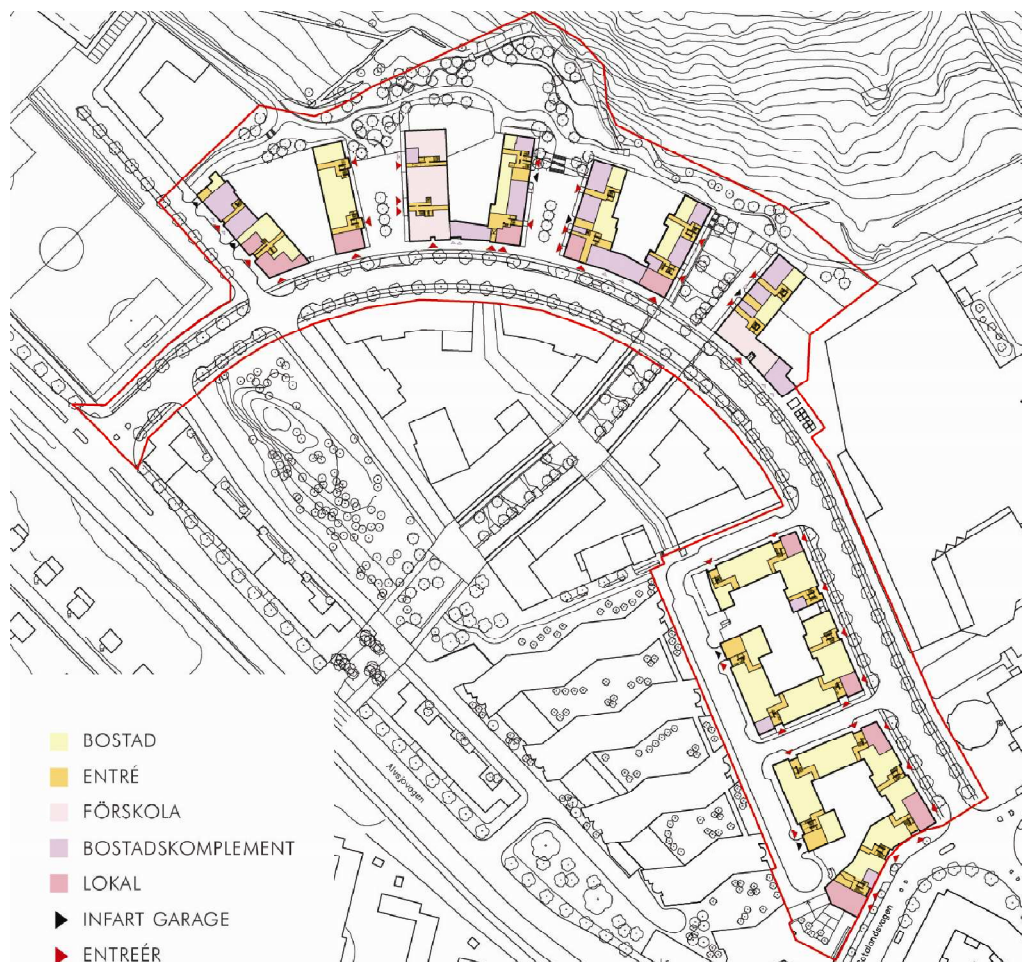 BOSTAD
ENTRÉ
FÖRSKOLA
BOSTADSKOMPLEMENT
LOKAL
INFART GARAGE
ENTREÉR
Älvsjövägen